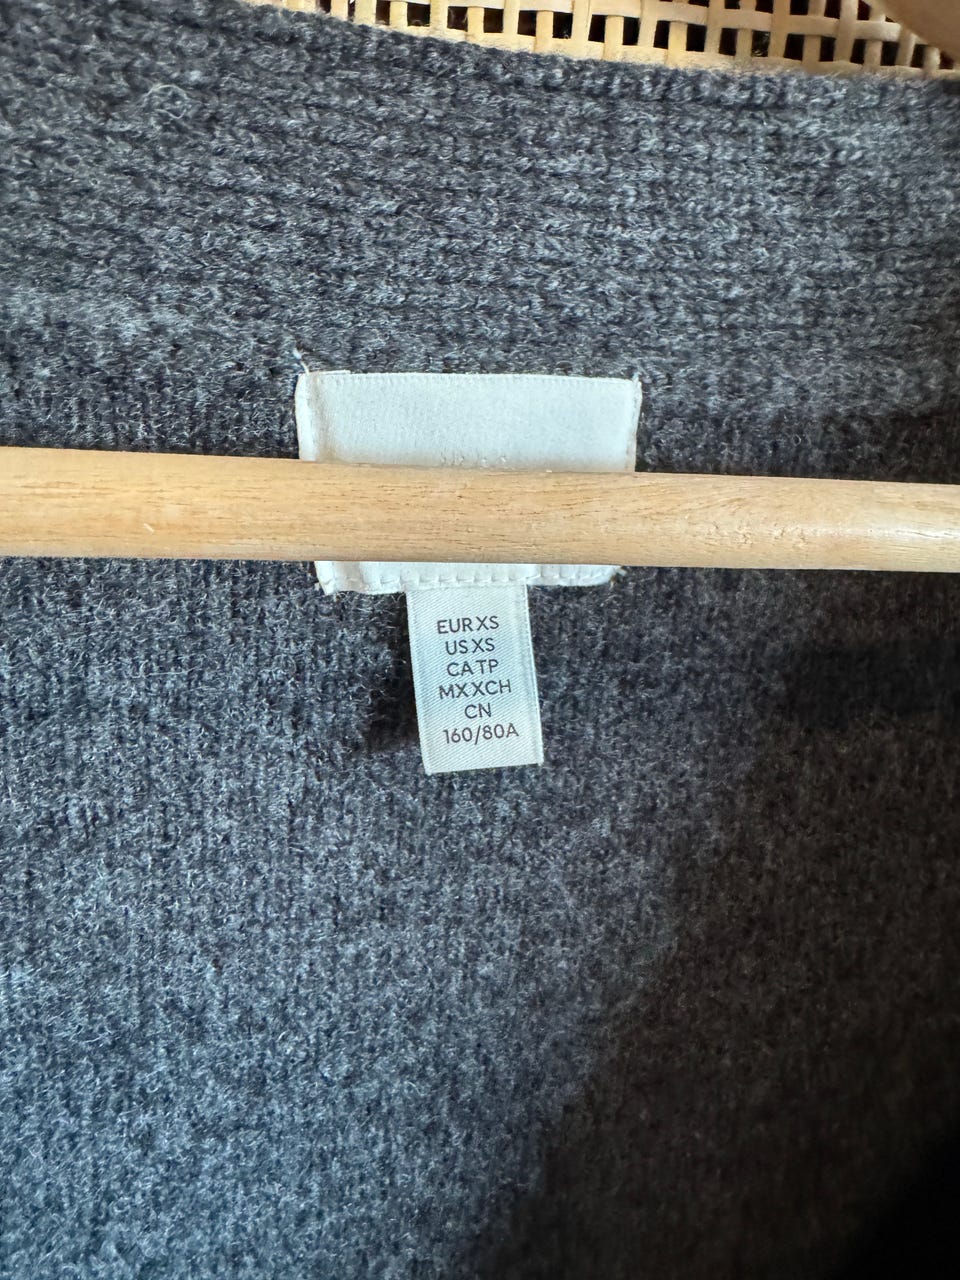 EUR XS
US XS
CA TP
MX XCH
CN
160/80A